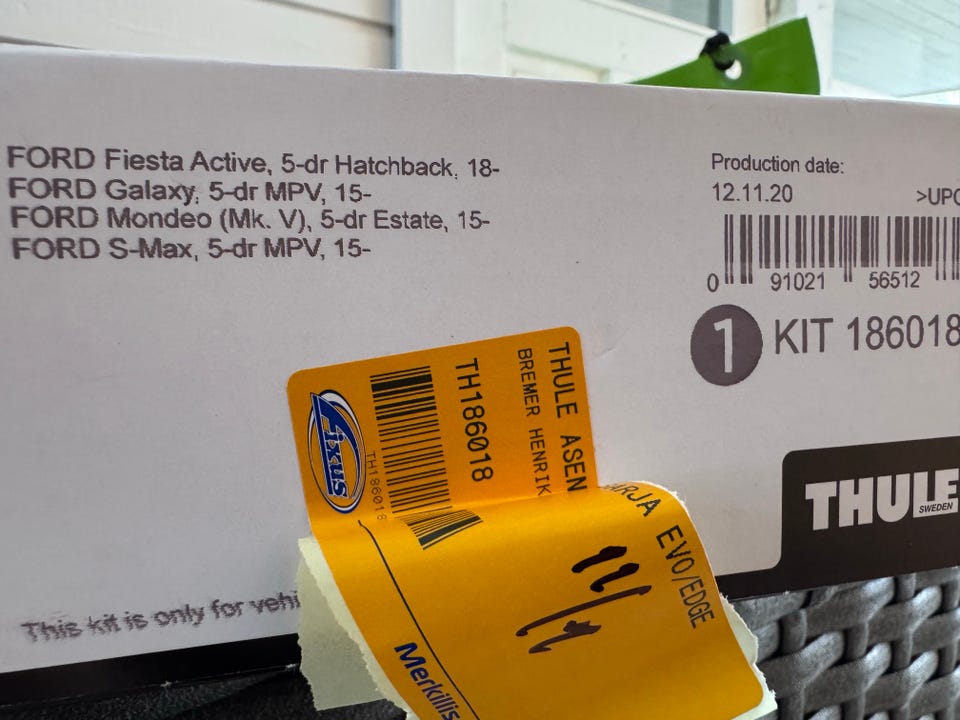 FORD Fiesta Active, 5-dr Hatchback, 18-
FORD Galaxy, 5-dr MPV, 15-
FORD Mondeo (Mk. V), 5-dr Estate, 15-
FORD S-Max, 5-dr MPV, 15-
Production date:
12.11.20
>UPC
0 91021 56512
1 KIT 186018
THULE
SWEDEN
THULE ASEN
ARJA EVO/EDGE
BREMER HENRIK
TH186018
TH186018
Fixus
Merkillis
This kit is only for vehi